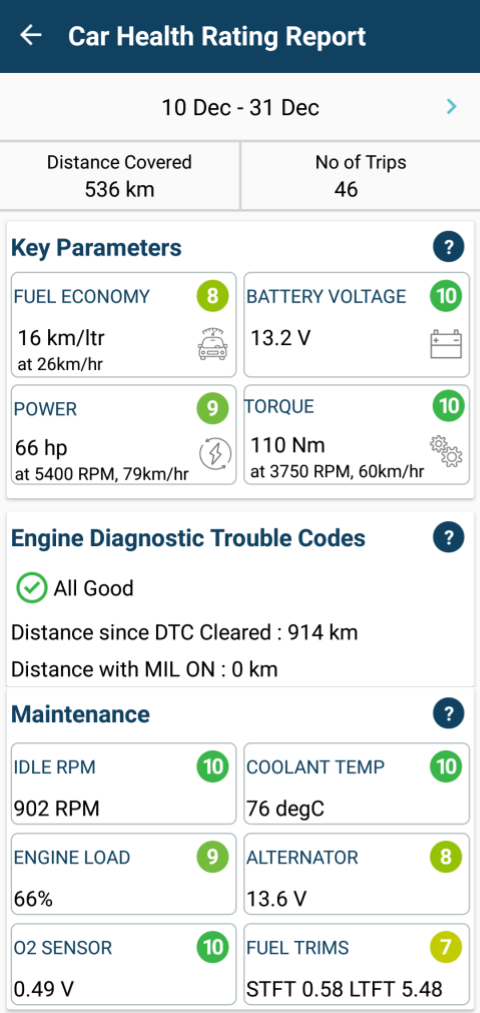 Car Health Rating Report
10 Dec - 31 Dec
Distance Covered
536 km
No of Trips
46
Key Parameters ?
FUEL ECONOMY 8
16 km/ltr
at 26km/hr
BATTERY VOLTAGE 10
13.2 V
POWER 9
66 hp
at 5400 RPM, 79km/hr
TORQUE 10
110 Nm
at 3750 RPM, 60km/hr
Engine Diagnostic Trouble Codes ?
All Good
Distance since DTC Cleared : 914 km
Distance with MIL ON : 0 km
Maintenance ?
IDLE RPM 10
902 RPM
COOLANT TEMP 10
76 degC
ENGINE LOAD 9
66%
ALTERNATOR 8
13.6 V
O2 SENSOR 10
0.49 V
FUEL TRIMS 7
STFT 0.58 LTFT 5.48